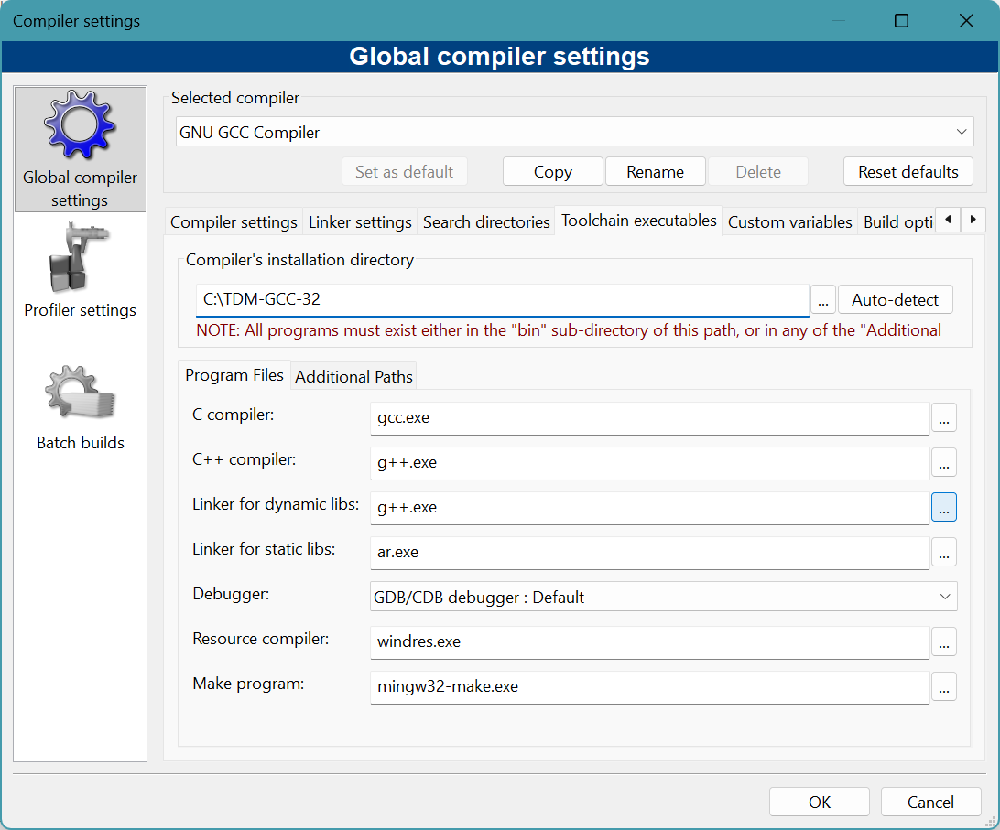 Compiler settings
Global compiler settings
Global compiler
settings
Profiler settings
Batch builds
Selected compiler
GNU GCC Compiler
Set as default
Copy
Rename
Delete
Reset defaults
Compiler settings
Linker settings
Search directories
Toolchain executables
Custom variables
Build opti
Compiler's installation directory
C:\TDM-GCC-32
...
Auto-detect
NOTE: All programs must exist either in the "bin" sub-directory of this path, or in any of the "Additional
Program Files
Additional Paths
C compiler:
gcc.exe
...
C++ compiler:
g++.exe
...
Linker for dynamic libs:
g++.exe
...
Linker for static libs:
ar.exe
...
Debugger:
GDB/CDB debugger : Default
Resource compiler:
windres.exe
...
Make program:
mingw32-make.exe
...
OK
Cancel